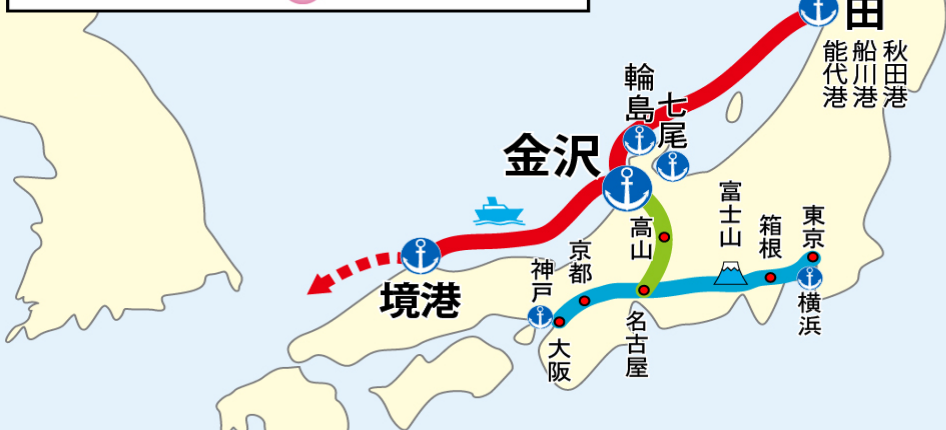 田
秋田港
船川港
能代港
輪島
七尾
金沢
富士山
東京
箱根
高山
京都
神戸
境港
横浜
名古屋
大阪